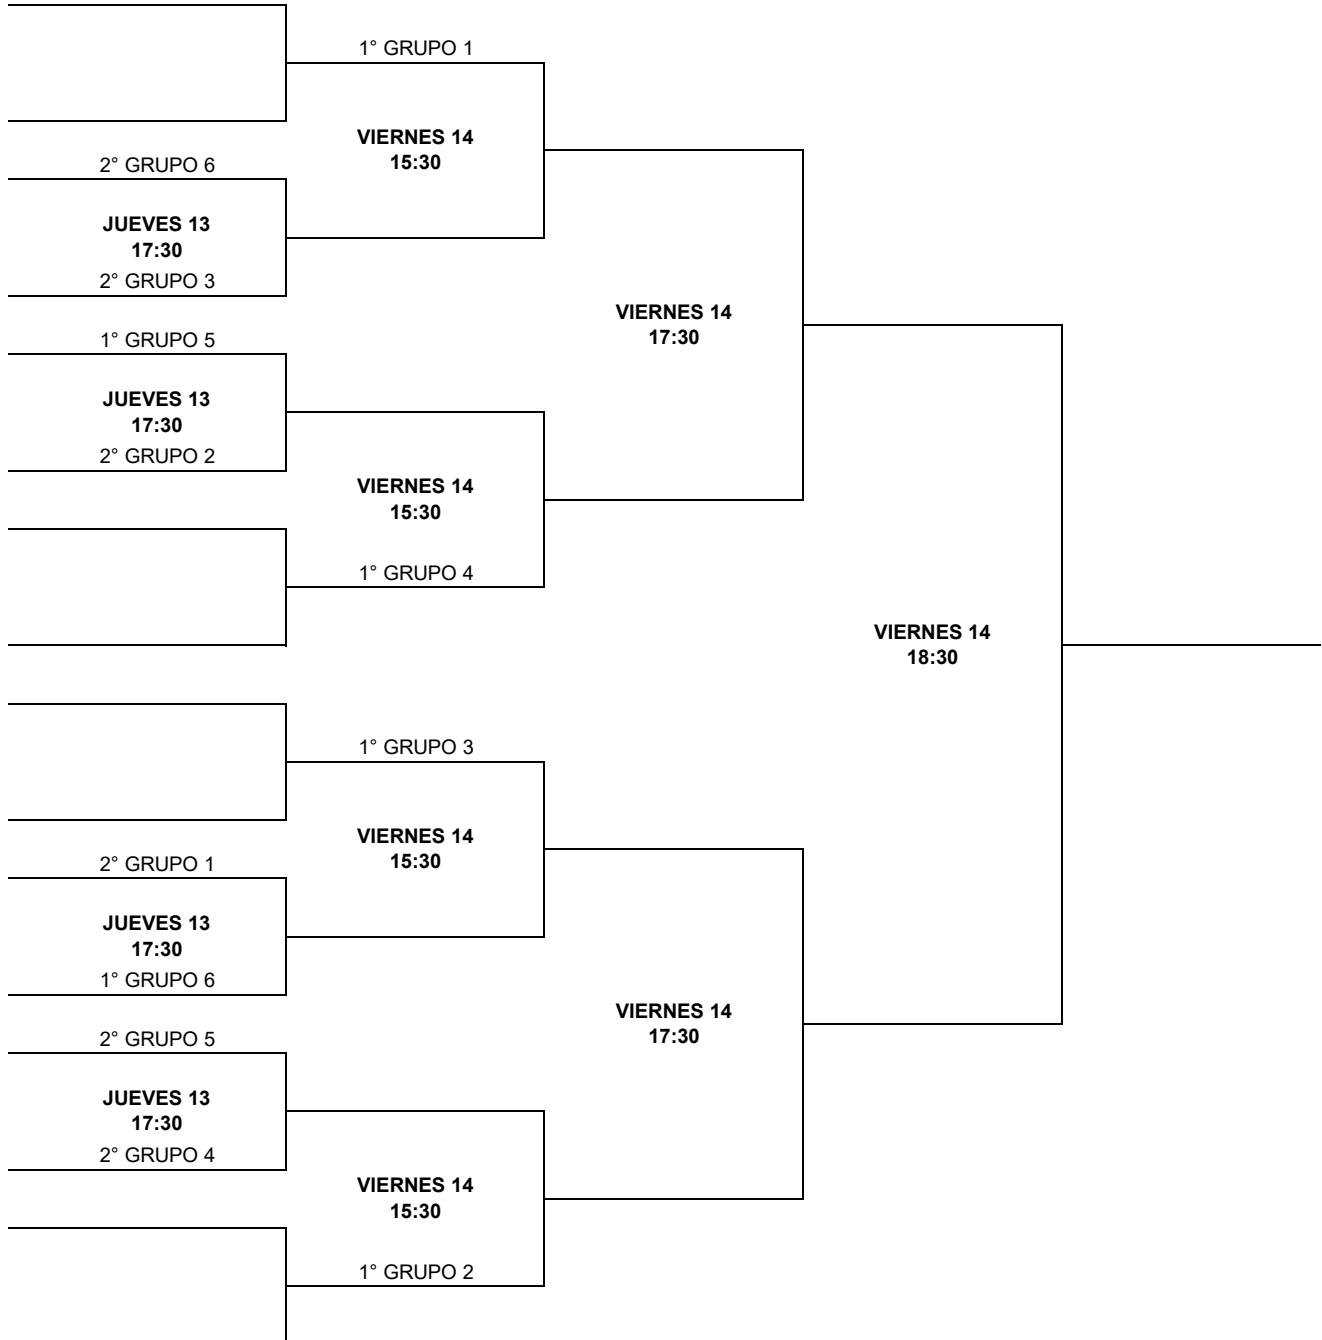 1° GRUPO 1
VIERNES 14
15:30
2° GRUPO 6
JUEVES 13
17:30
2° GRUPO 3
VIERNES 14
17:30
1° GRUPO 5
JUEVES 13
17:30
2° GRUPO 2
VIERNES 14
15:30
1° GRUPO 4
VIERNES 14
18:30
1° GRUPO 3
VIERNES 14
15:30
2° GRUPO 1
JUEVES 13
17:30
1° GRUPO 6
VIERNES 14
17:30
2° GRUPO 5
JUEVES 13
17:30
2° GRUPO 4
VIERNES 14
15:30
1° GRUPO 2